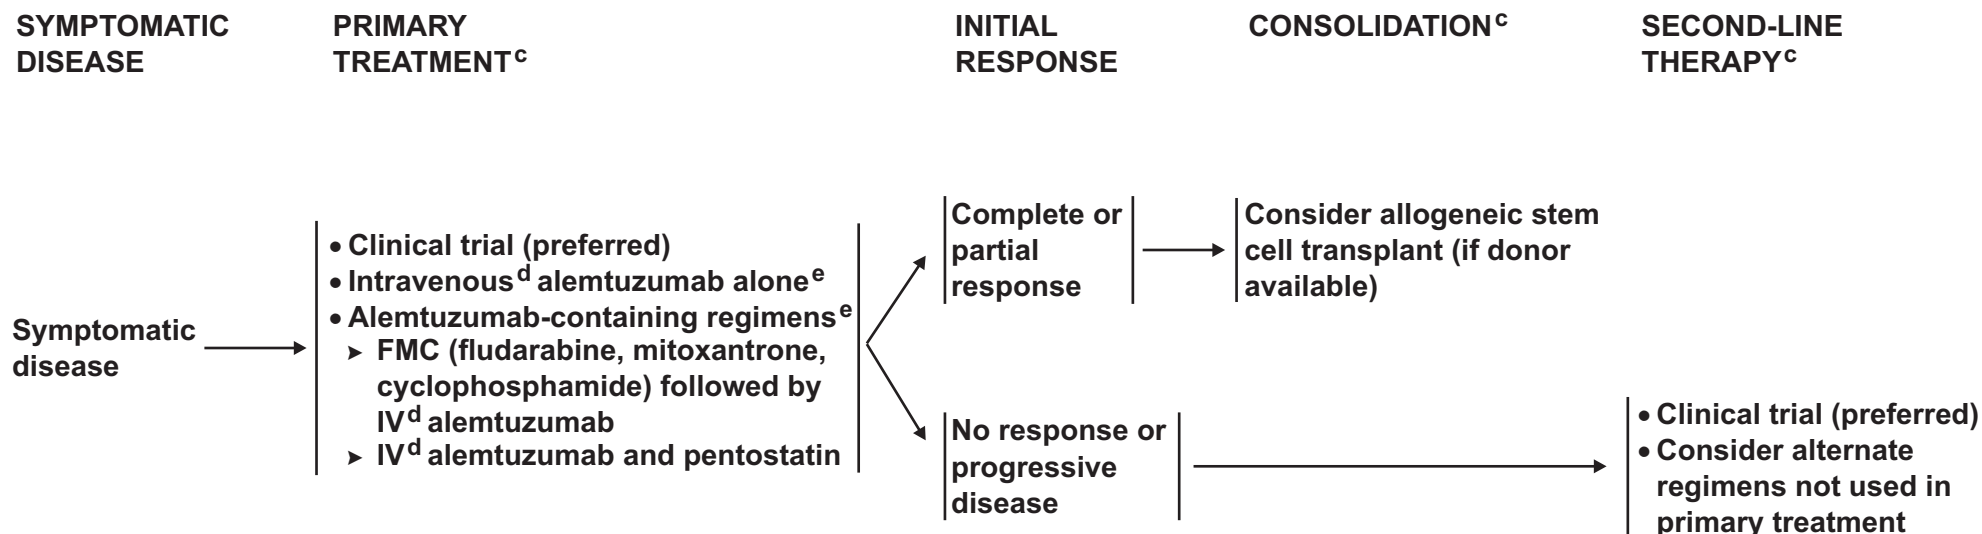 SYMPTOMATIC
DISEASE
PRIMARY
TREATMENTᶜ
INITIAL
RESPONSE
CONSOLIDATIONᶜ
SECOND-LINE
THERAPYᶜ
Symptomatic
disease
• Clinical trial (preferred)
• Intravenousᵈ alemtuzumab aloneᵉ
• Alemtuzumab-containing regimensᵉ
➤ FMC (fludarabine, mitoxantrone,
cyclophosphamide) followed by
IVᵈ alemtuzumab
➤ IVᵈ alemtuzumab and pentostatin
Complete or
partial
response
Consider allogeneic stem
cell transplant (if donor
available)
No response or
progressive
disease
• Clinical trial (preferred)
• Consider alternate
regimens not used in
primary treatment